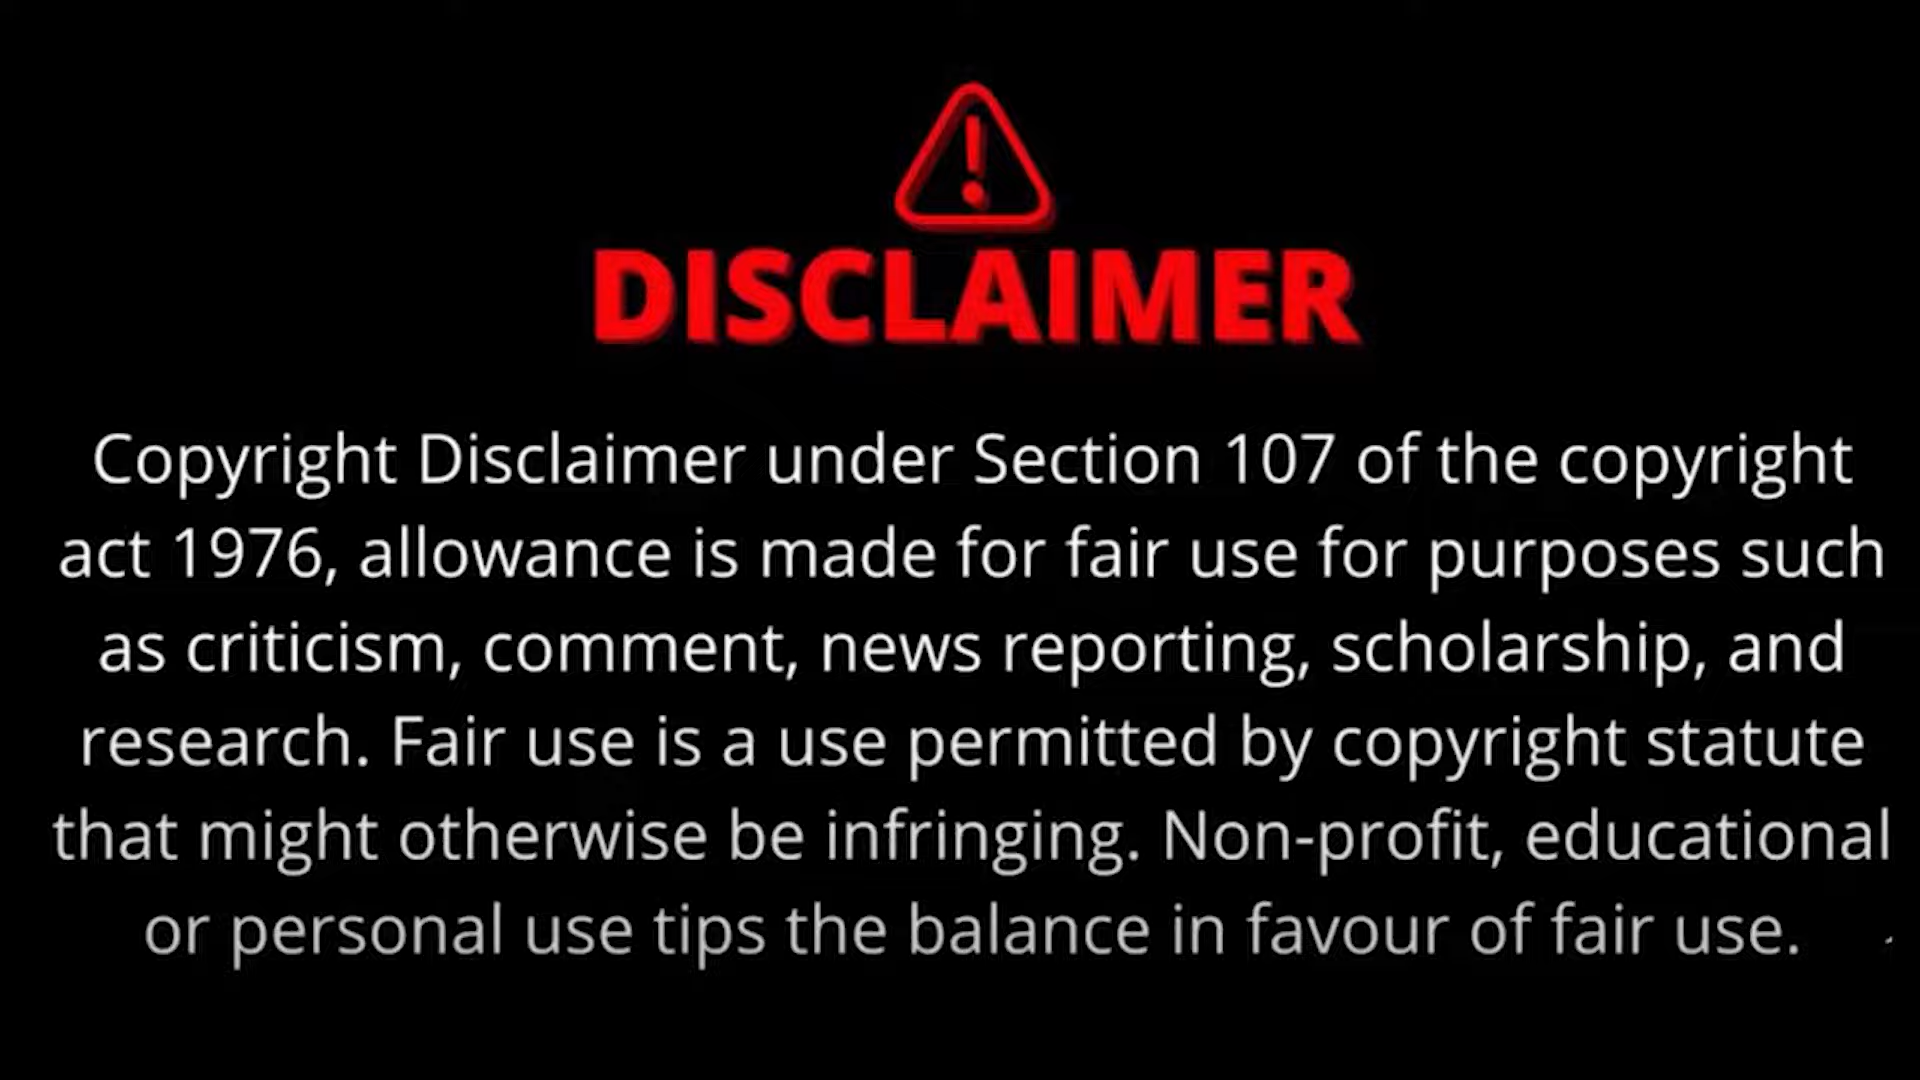 DISCLAIMER
Copyright Disclaimer under Section 107 of the copyright
act 1976, allowance is made for fair use for purposes such
as criticism, comment, news reporting, scholarship, and
research. Fair use is a use permitted by copyright statute
that might otherwise be infringing. Non-profit, educational
or personal use tips the balance in favour of fair use.